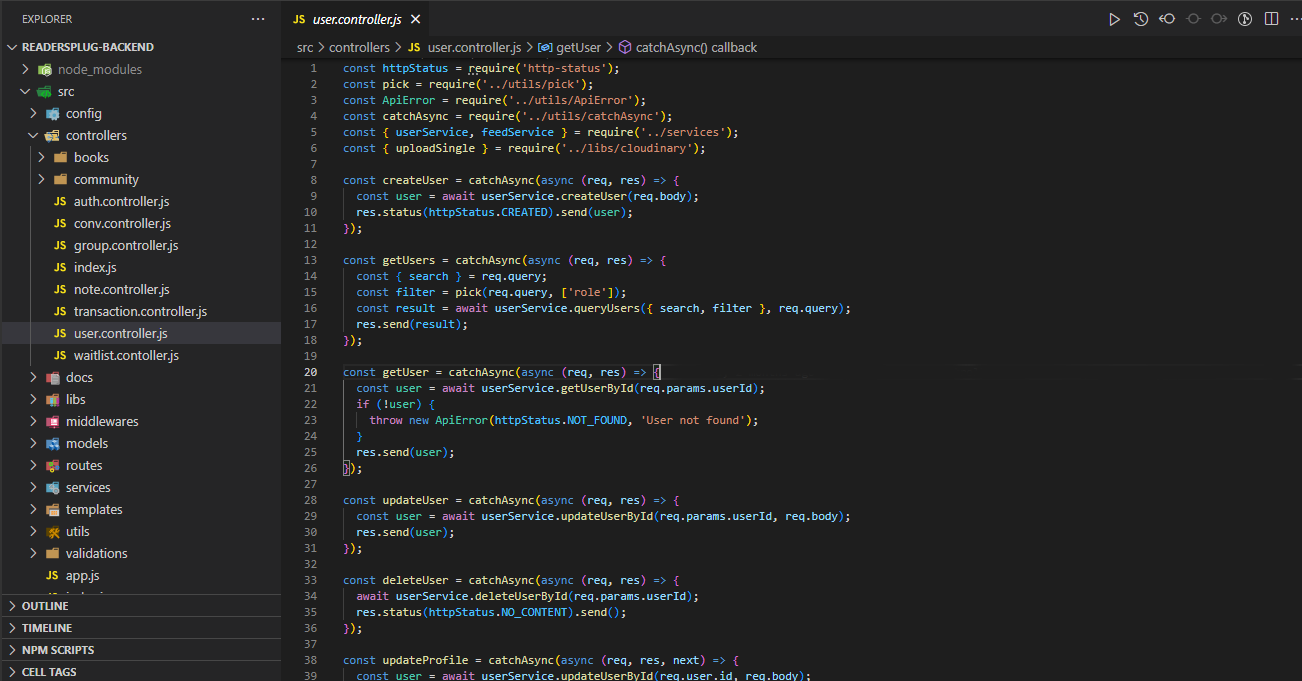 EXPLORER
READERSPLUG-BACKEND
node_modules
src
config
controllers
books
community
JS auth.controller.js
JS conv.controller.js
JS group.controller.js
JS index.js
JS note.controller.js
JS transaction.controller.js
JS user.controller.js
JS waitlist.contoller.js
docs
libs
middlewares
models
routes
services
templates
utils
validations
JS app.js
OUTLINE
TIMELINE
NPM SCRIPTS
CELL TAGS
JS user.controller.js
src > controllers > JS user.controller.js > getUser > catchAsync() callback
1 const httpStatus = require('http-status');
2 const pick = require('../utils/pick');
3 const ApiError = require('../utils/ApiError');
4 const catchAsync = require('../utils/catchAsync');
5 const { userService, feedService } = require('../services');
6 const { uploadSingle } = require('../libs/cloudinary');
7
8 const createUser = catchAsync(async (req, res) => {
9 const user = await userService.createUser(req.body);
10 res.status(httpStatus.CREATED).send(user);
11 });
12
13 const getUsers = catchAsync(async (req, res) => {
14 const { search } = req.query;
15 const filter = pick(req.query, ['role']);
16 const result = await userService.queryUsers({ search, filter }, req.query);
17 res.send(result);
18 });
19
20 const getUser = catchAsync(async (req, res) => {
21 const user = await userService.getUserById(req.params.userId);
22 if (!user) {
23 throw new ApiError(httpStatus.NOT_FOUND, 'User not found');
24 }
25 res.send(user);
26 });
27
28 const updateUser = catchAsync(async (req, res) => {
29 const user = await userService.updateUserById(req.params.userId, req.body);
30 res.send(user);
31 });
32
33 const deleteUser = catchAsync(async (req, res) => {
34 await userService.deleteUserById(req.params.userId);
35 res.status(httpStatus.NO_CONTENT).send();
36 });
37
38 const updateProfile = catchAsync(async (req, res, next) => {
39 const user = await userService.updateUserById(req.user.id, req.body);